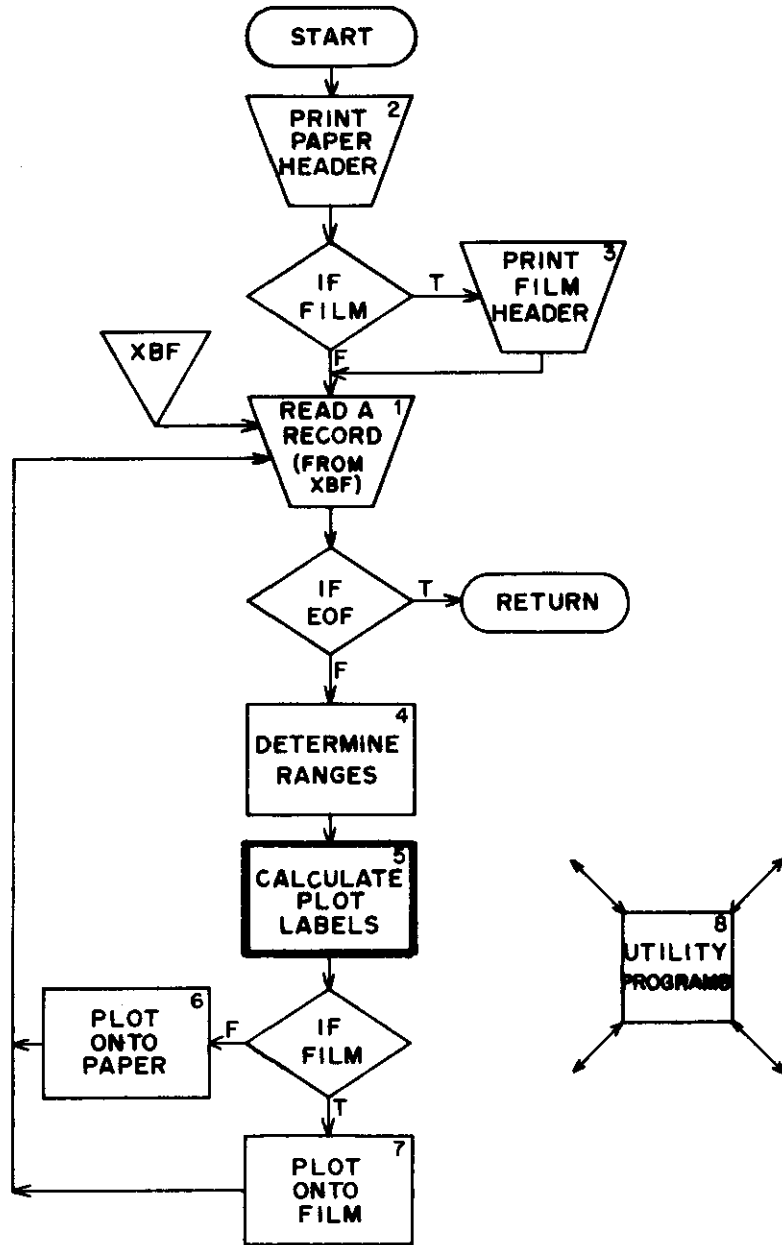 START
2
PRINT
PAPER
HEADER
IF
FILM
T
F
3
PRINT
FILM
HEADER
XBF
1
READ A
RECORD
(FROM
XBF)
IF
EOF
T
F
RETURN
4
DETERMINE
RANGES
5
CALCULATE
PLOT
LABELS
8
UTILITY
PROGRAMS
IF
FILM
F
T
6
PLOT
ONTO
PAPER
7
PLOT
ONTO
FILM